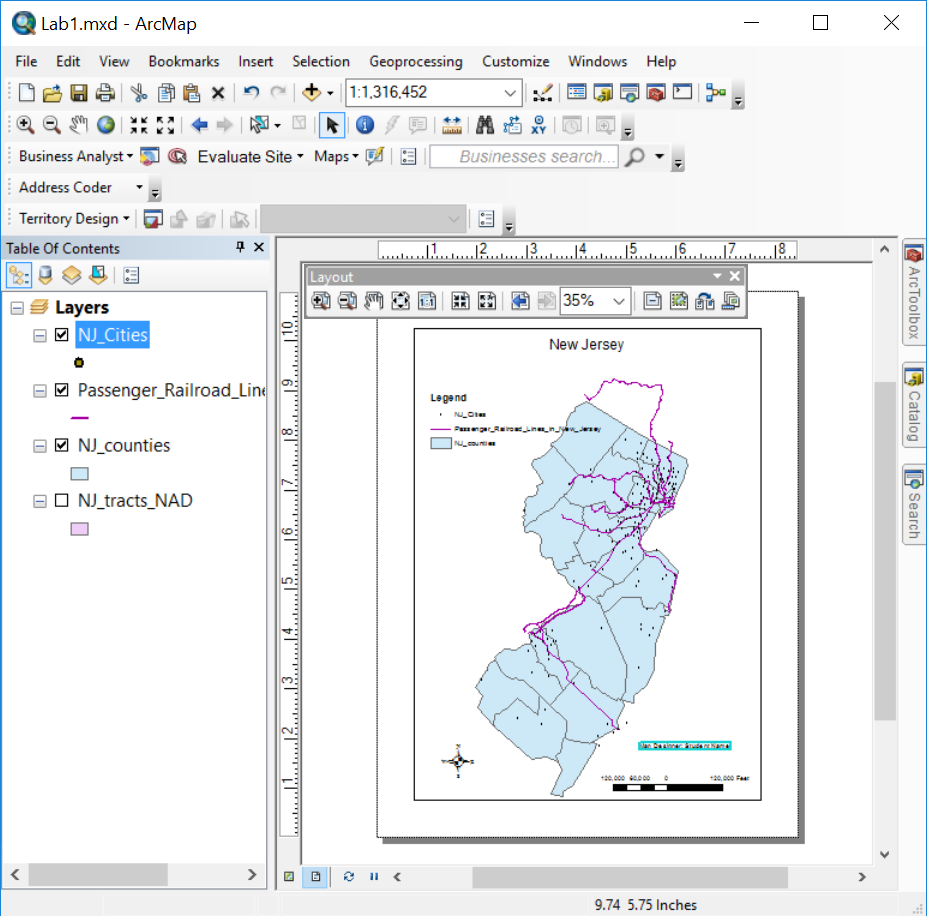 Lab1.mxd - ArcMap
File Edit View Bookmarks Insert Selection Geoprocessing Customize Windows Help
1:1,316,452
Business Analyst Evaluate Site Maps Businesses search...
Address Coder
Territory Design
Table Of Contents
Layers
NJ_Cities
Passenger_Railroad_Line
NJ_counties
NJ_tracts_NAD
1 2 3 4 5 6 7 8
Layout
35%
10
9
8
7
6
5
4
3
2
1
New Jersey
Legend
NJ_Cities
Passenger_Railroad_Lines_in_New_Jersey
NJ_counties
N
S
Student Name
120,000 60,000 0 120,000 Feet
ArcToolbox
Catalog
Search
9.74 5.75 Inches